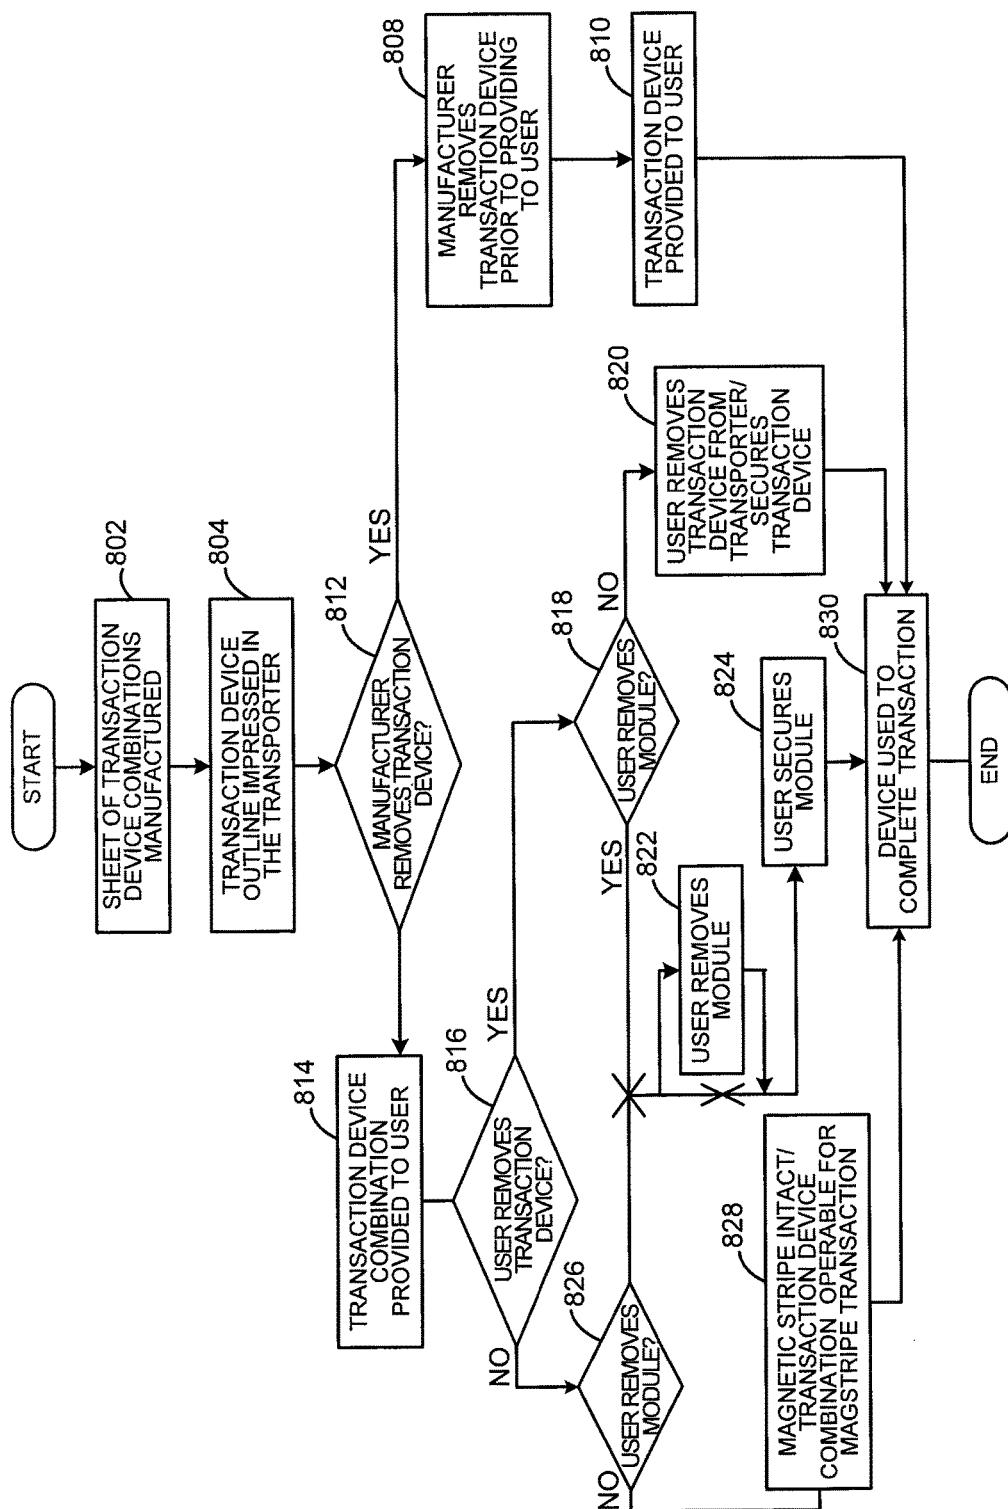 START
802
SHEET OF TRANSACTION
DEVICE COMBINATIONS
MANUFACTURED
804
TRANSACTION DEVICE
OUTLINE IMPRESSED IN
THE TRANSPORTER
812
MANUFACTURER
REMOVES TRANSACTION
DEVICE?
YES
808
MANUFACTURER
REMOVES
TRANSACTION DEVICE
PRIOR TO PROVIDING
TO USER
810
TRANSACTION DEVICE
PROVIDED TO USER
814
TRANSACTION DEVICE
COMBINATION
PROVIDED TO USER
816
USER REMOVES
TRANSACTION
DEVICE?
YES
NO
818
USER REMOVES
MODULE?
NO
YES
820
USER REMOVES
TRANSACTION
DEVICE FROM
TRANSPORTER/
SECURES
TRANSACTION
DEVICE
822
USER REMOVES
MODULE
824
USER SECURES
MODULE
826
USER REMOVES
MODULE?
NO
828
MAGNETIC STRIPE INTACT/
TRANSACTION DEVICE
COMBINATION OPERABLE FOR
MAGSTRIPE TRANSACTION
830
DEVICE USED TO
COMPLETE TRANSACTION
END